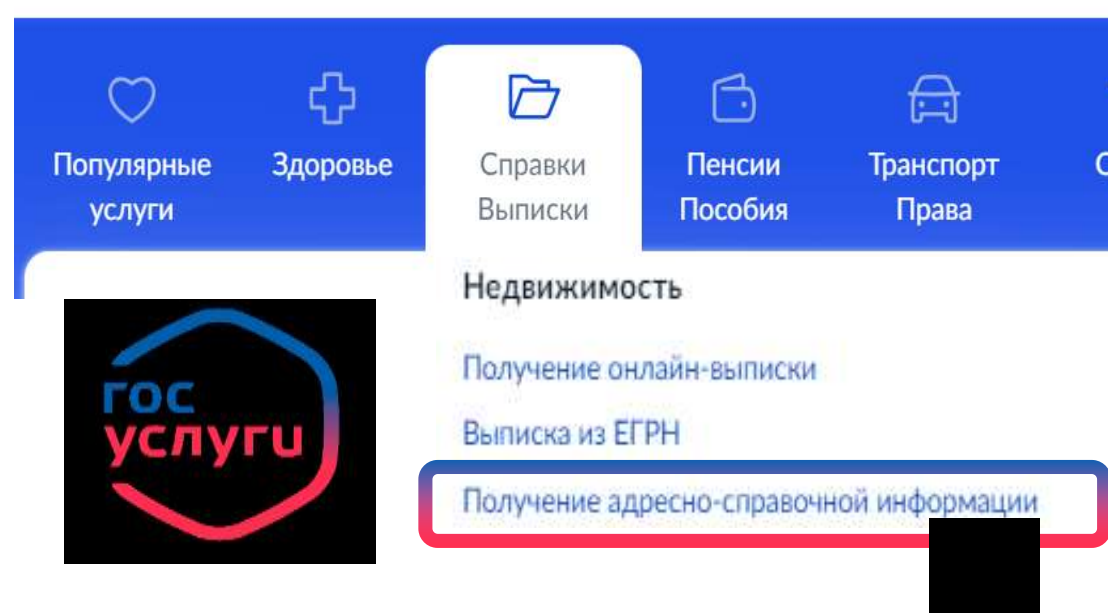 Популярные
услуги
Здоровье
Справки
Выписки
Пенсии
Пособия
Транспорт
Права
С
Недвижимость
Получение онлайн-выписки
Выписка из ЕГРН
Получение адресно-справочной информации
гос
услуги